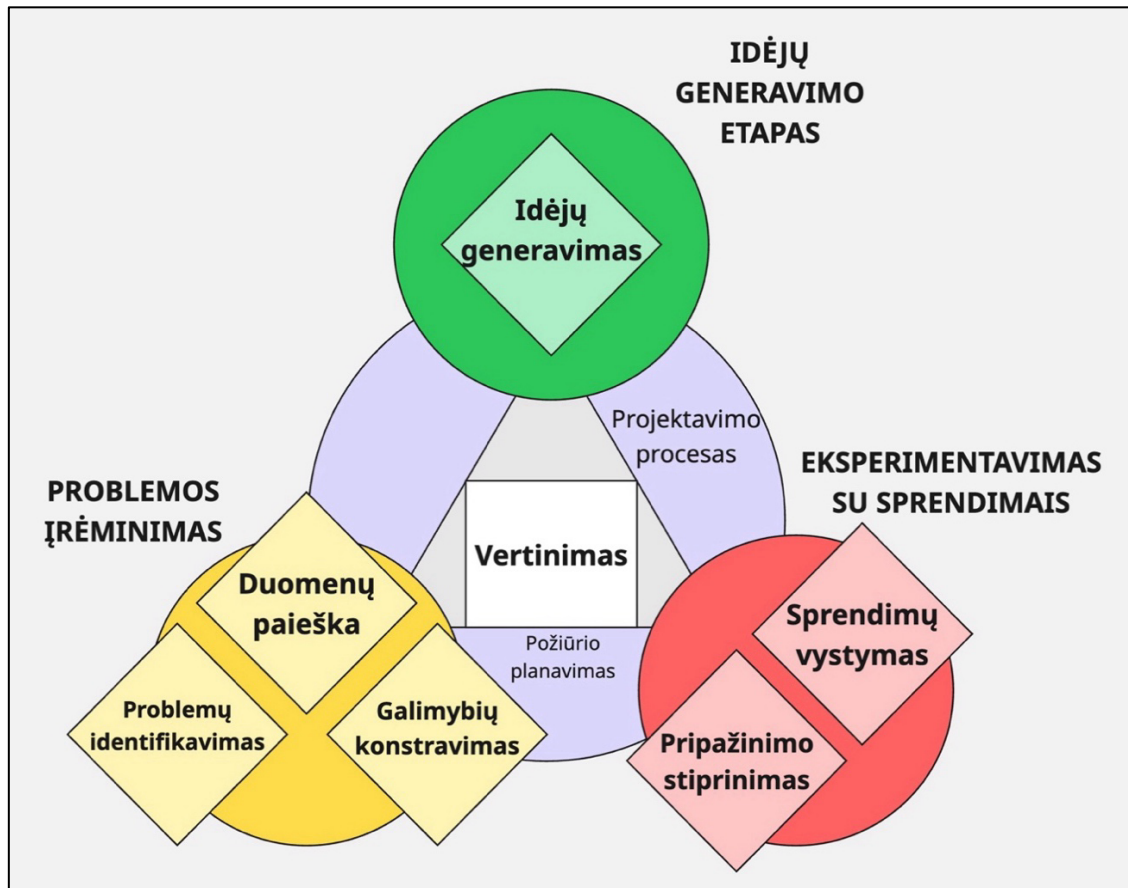 IDĖJŲ
GENERAVIMO
ETAPAS
Idėjų
generavimas
Projektavimo
procesas
EKSPERIMENTAVIMAS
SU SPRENDIMAIS
PROBLEMOS
ĮRĖMINIMAS
Vertinimas
Duomenų
paieška
Sprendimų
vystymas
Požiūrio
planavimas
Problemų
identifikavimas
Galimybių
konstravimas
Pripažinimo
stiprinimas